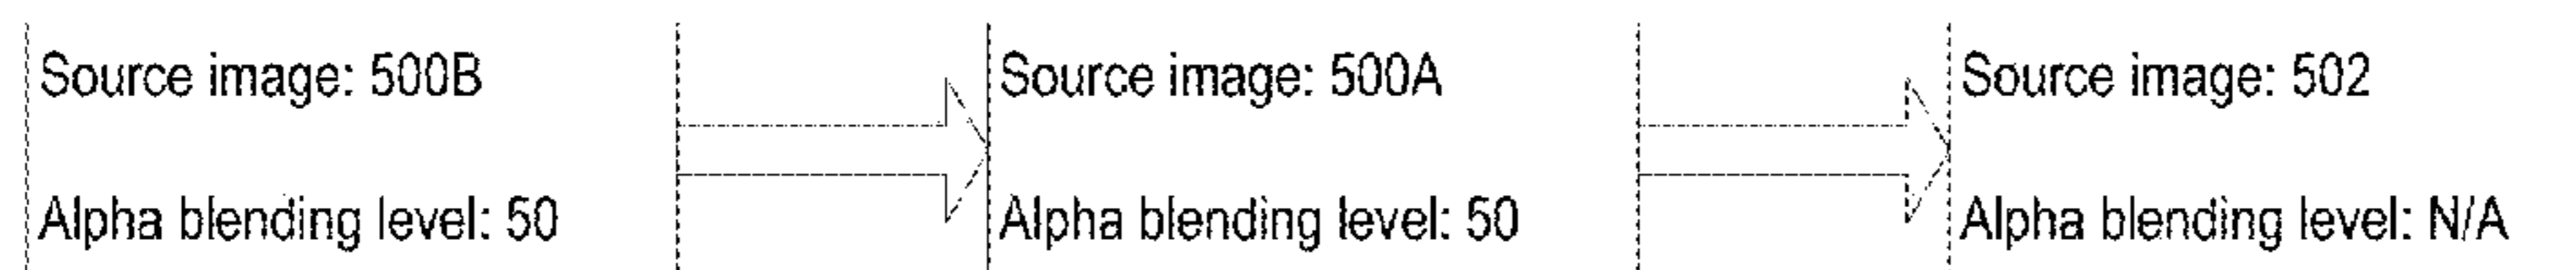 Source image: 500B
Alpha blending level: 50
Source image: 500A
Alpha blending level: 50
Source image: 502
Alpha blending level: N/A